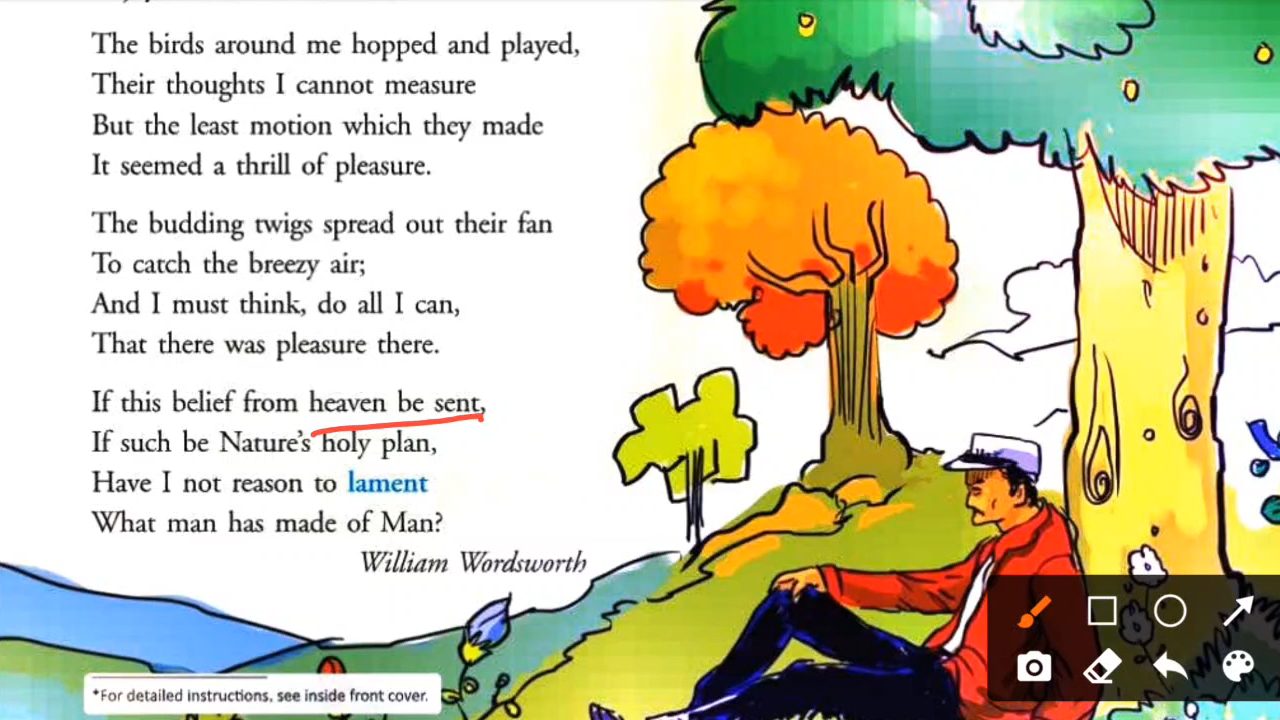 The birds around me hopped and played,
Their thoughts I cannot measure
But the least motion which they made
It seemed a thrill of pleasure.
The budding twigs spread out their fan
To catch the breezy air;
And I must think, do all I can,
That there was pleasure there.
If this belief from heaven be sent,
If such be Nature's holy plan,
Have I not reason to lament
What man has made of Man?
William Wordsworth
*For detailed instructions, see inside front cover.